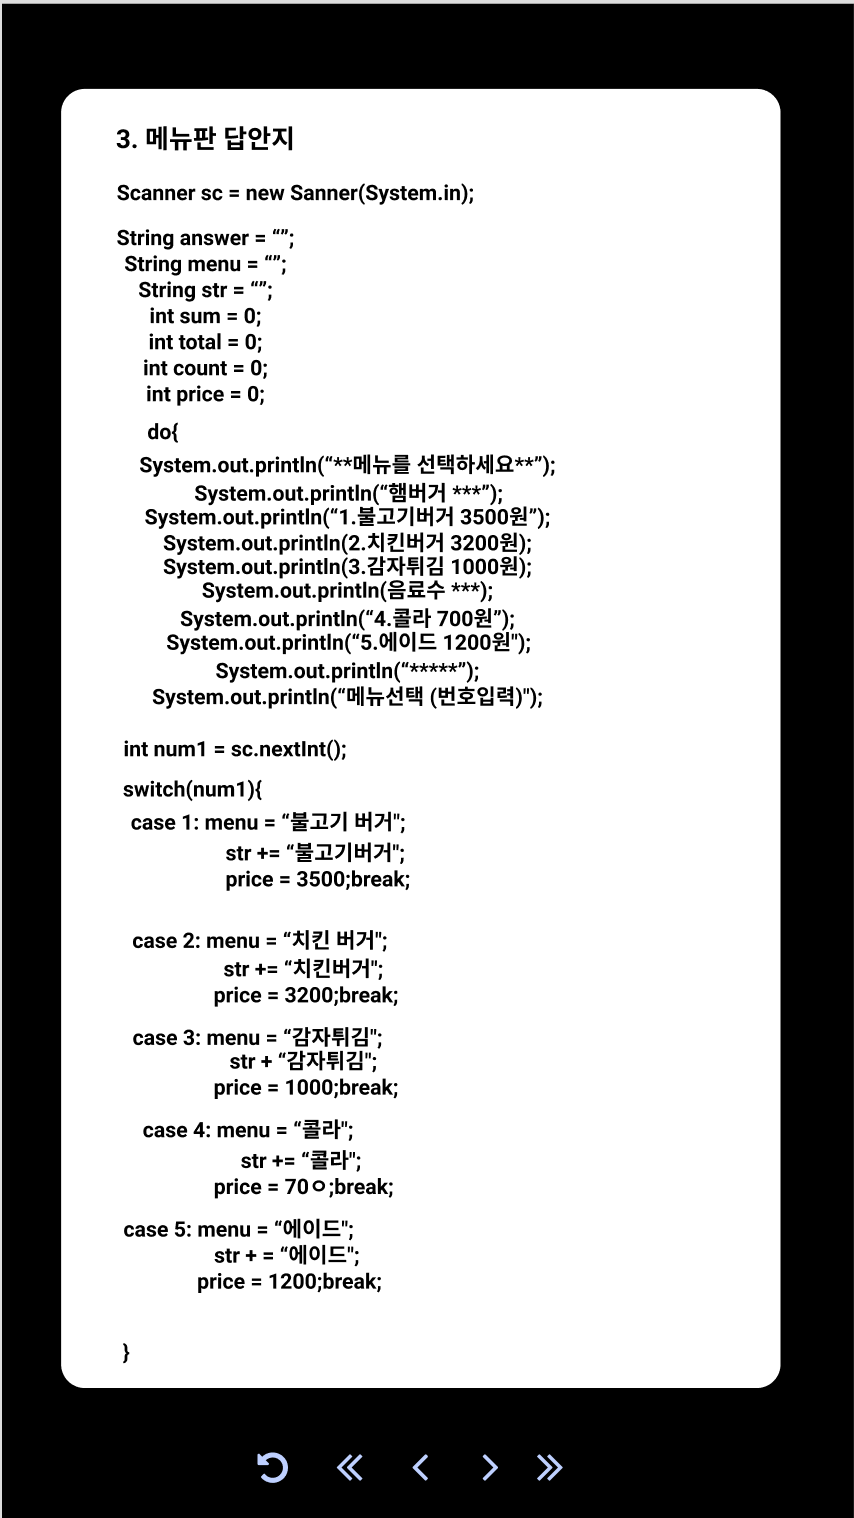 3. 메뉴판 답안지
Scanner sc = new Sanner(System.in);
String answer = “”;
String menu = “”;
String str = “”;
int sum = 0;
int total = 0;
int count = 0;
int price = 0;
do{
System.out.println(“**메뉴를 선택하세요**”);
System.out.println(“햄버거 ***”);
System.out.println(“1.불고기버거 3500원”);
System.out.println(2.치킨버거 3200원);
System.out.println(3.감자튀김 1000원);
System.out.println(음료수 ***);
System.out.println(“4.콜라 700원”);
System.out.println(“5.에이드 1200원");
System.out.println(“*****”);
System.out.println(“메뉴선택 (번호입력)");
int num1 = sc.nextInt();
switch(num1){
case 1: menu = “불고기 버거";
str += “불고기버거";
price = 3500;break;
case 2: menu = “치킨 버거";
str += “치킨버거";
price = 3200;break;
case 3: menu = “감자튀김";
str + “감자튀김";
price = 1000;break;
case 4: menu = “콜라";
str += “콜라";
price = 70ㅇ;break;
case 5: menu = “에이드";
str + = “에이드";
price = 1200;break;
}